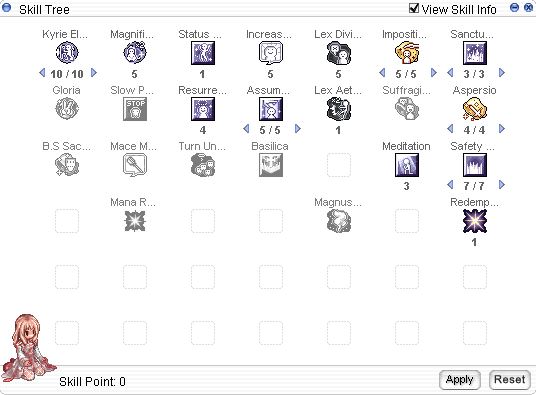 Skill Tree View Skill Info
Kyrie El... Magnifi... Status ... Increas... Lex Divi... Impositi... Sanctu...
10 / 10 5 1 5 5 5 / 5 3 / 3
Gloria Slow P... Resurre... Assum... Lex Aet... Suffragi... Aspersio
STOP
4 5 / 5 1 4 / 4
B.S Sac... Mace M... Turn Un... Basilica Meditation Safety ...
3 7 / 7
Mana R... Magnus... Redemp...
1
Skill Point: 0 Apply Reset